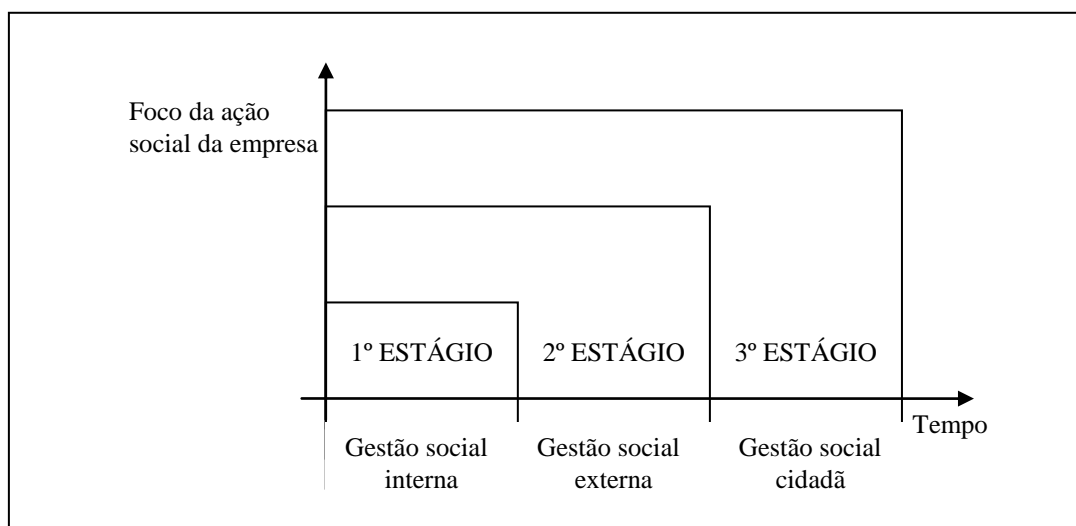 Foco da ação
social da empresa
1º ESTÁGIO
2º ESTÁGIO
3º ESTÁGIO
Tempo
Gestão social
interna
Gestão social
externa
Gestão social
cidadã